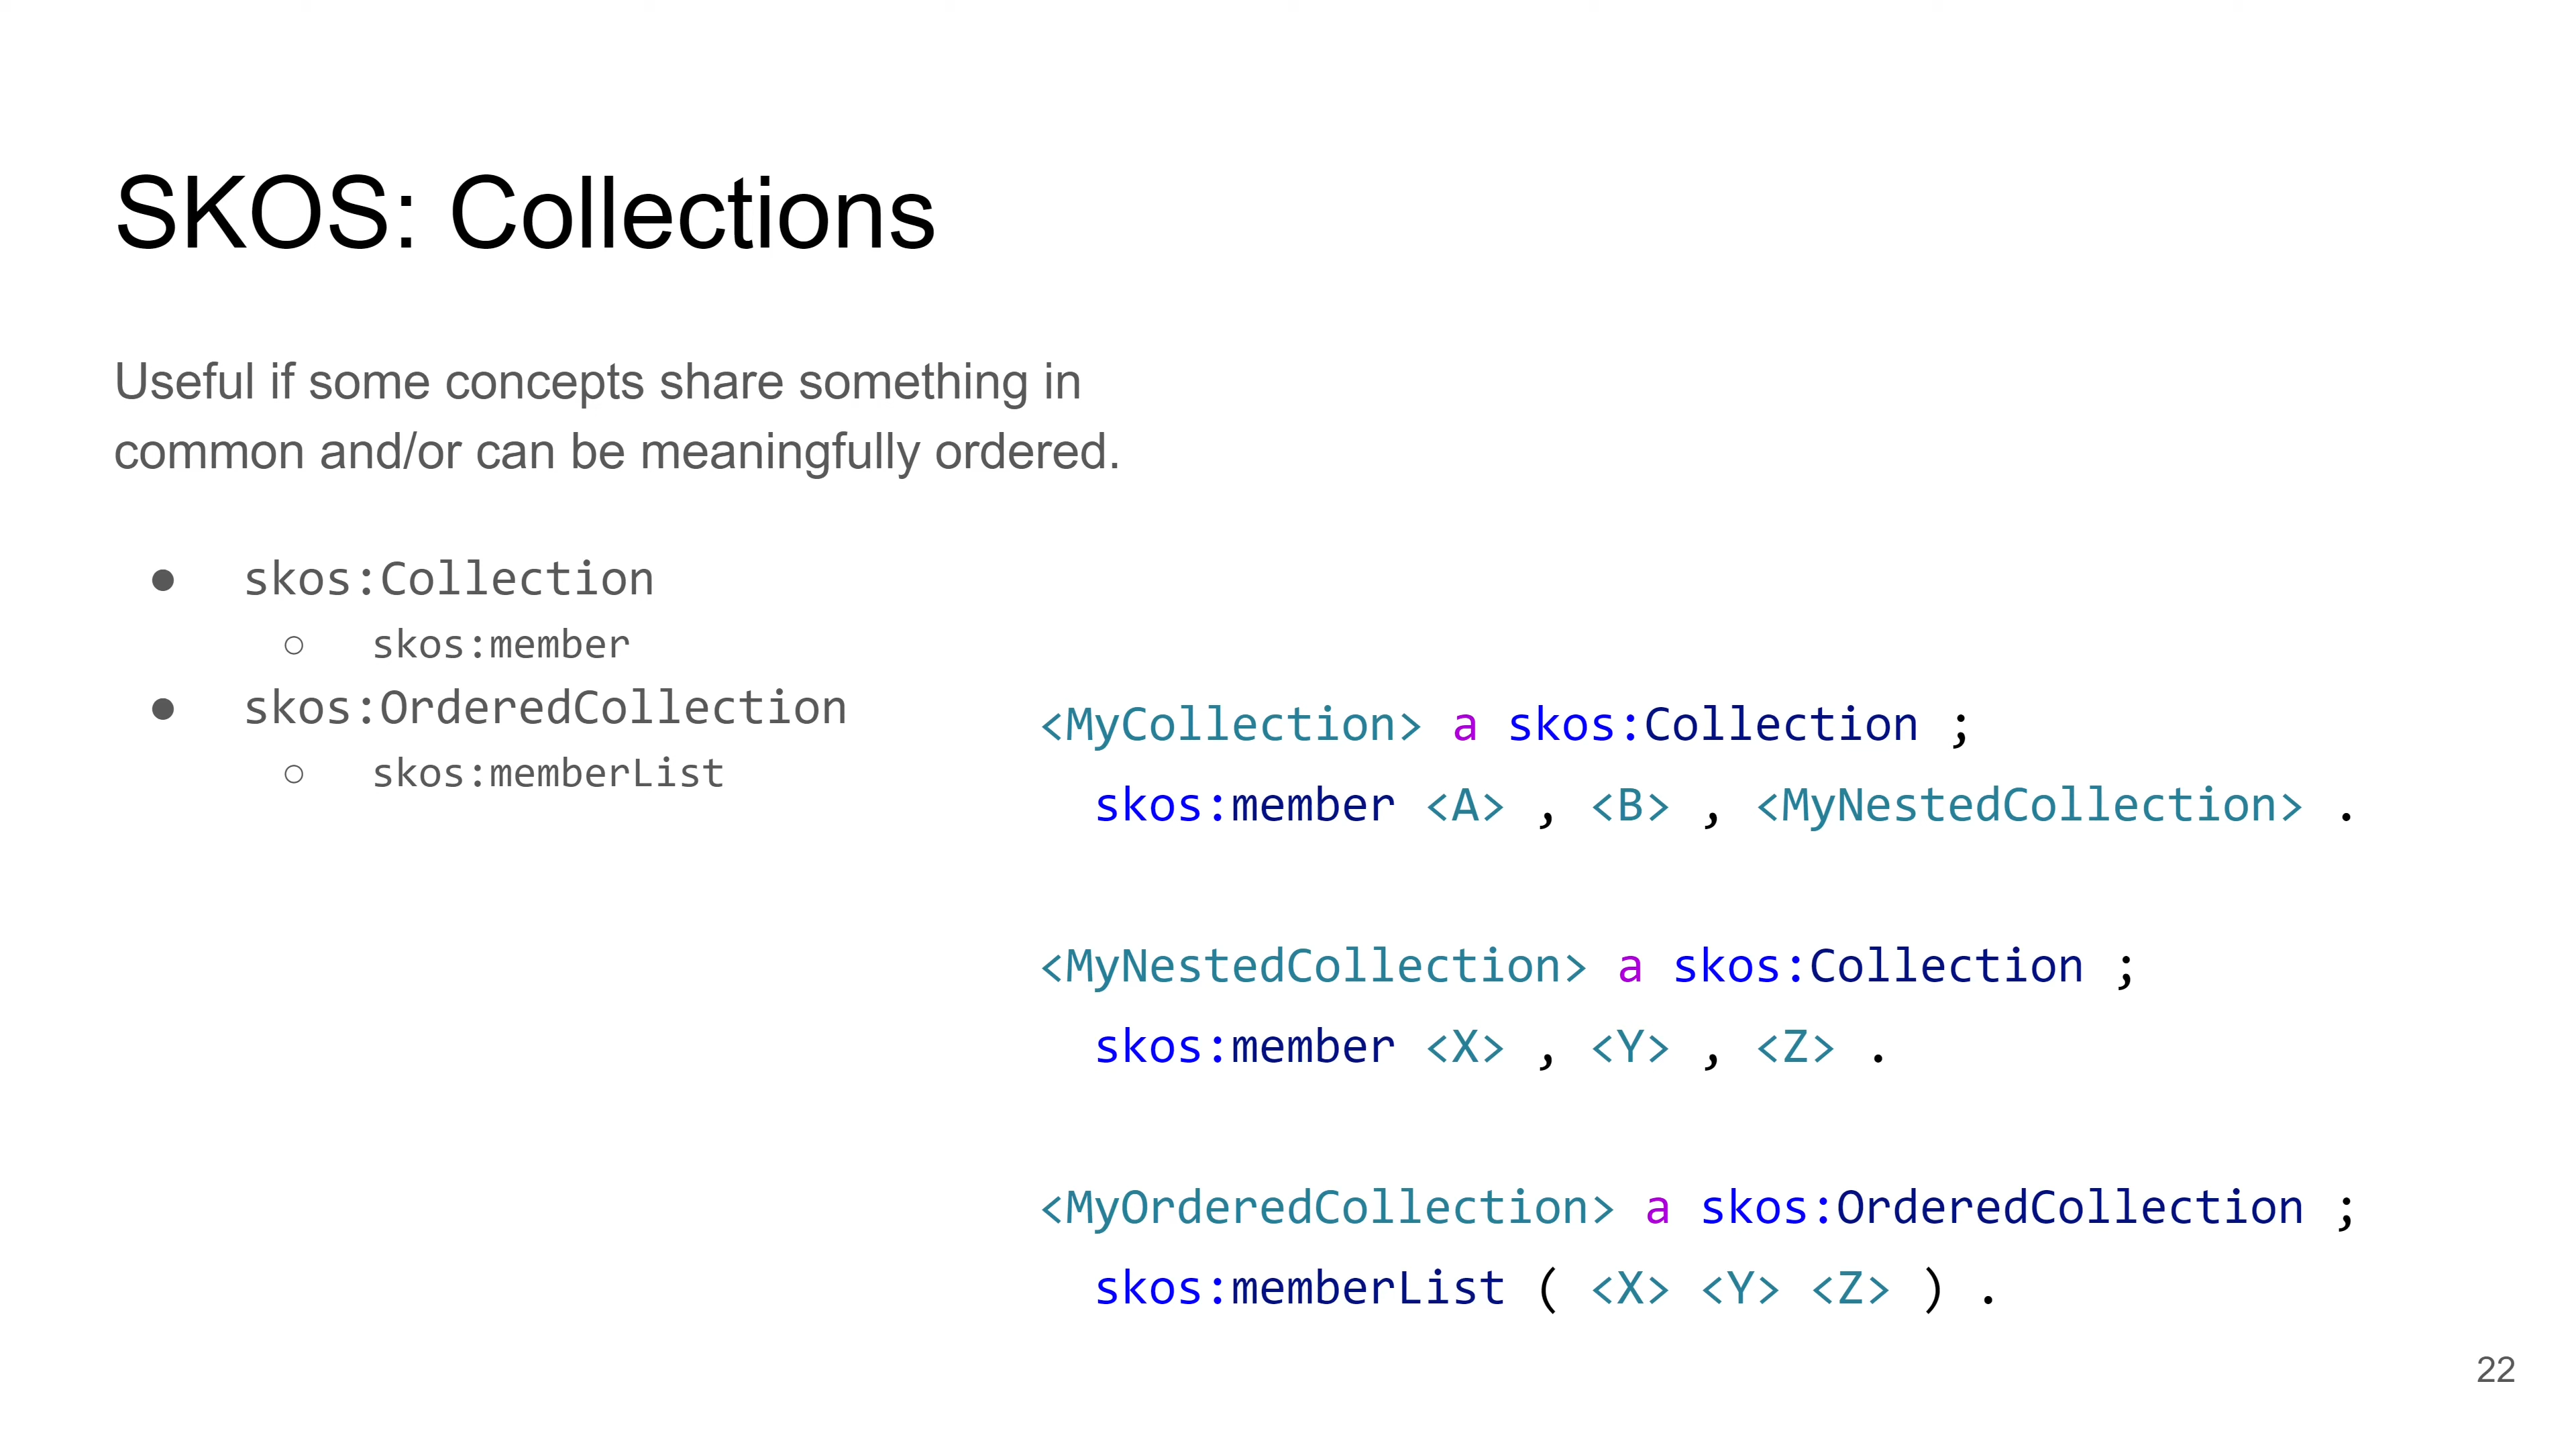 SKOS: Collections
Useful if some concepts share something in
common and/or can be meaningfully ordered.
● skos:Collection
○ skos:member
● skos:OrderedCollection
○ skos:memberList
<MyCollection> a skos:Collection ;
skos:member <A> , <B> , <MyNestedCollection> .
<MyNestedCollection> a skos:Collection ;
skos:member <X> , <Y> , <Z> .
<MyOrderedCollection> a skos:OrderedCollection ;
skos:memberList ( <X> <Y> <Z> ) .
22